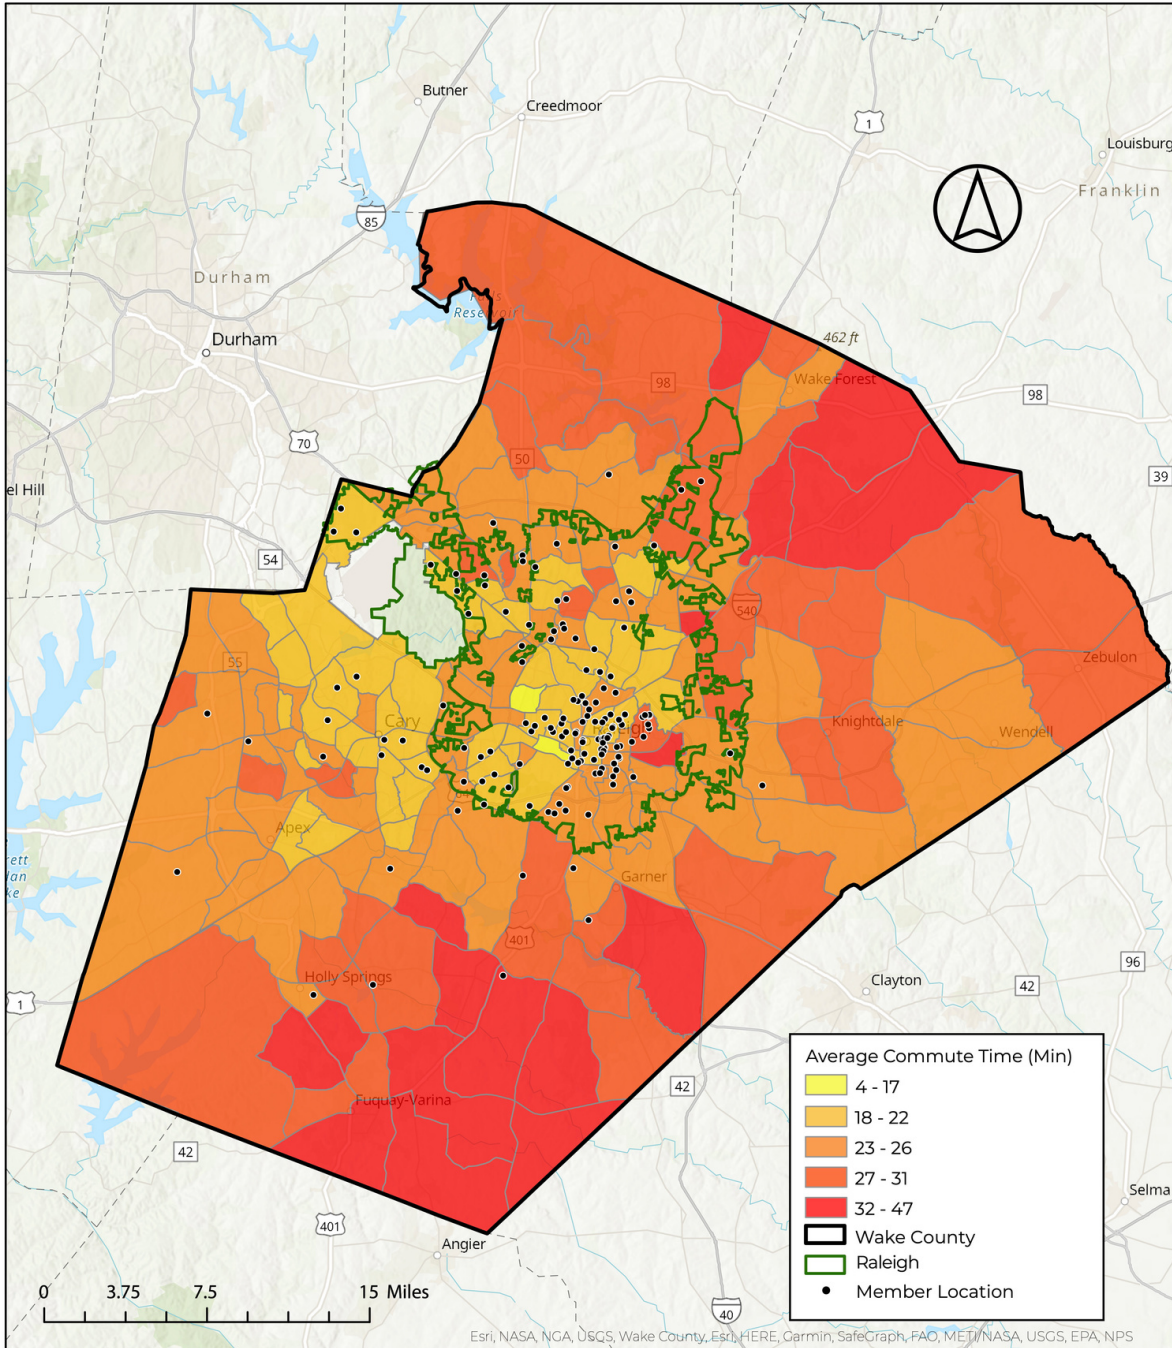 Butner
Creedmoor
1
Louisburg
Franklin
85
Durham
Falls
Reservoir
Durham
462 ft
98
Wake Forest
98
70
50
39
el Hill
54
540
55
Zebulon
Cary
Raleigh
Knightdale
Wendell
64
Apex
Garner
401
Holly Springs
Clayton
96
42
1
42
Fuquay-Varina
42
401
Angier
Selma
40
Average Commute Time (Min)
4 - 17
18 - 22
23 - 26
27 - 31
32 - 47
Wake County
Raleigh
Member Location
0 3.75 7.5 15 Miles
Esri, NASA, NGA, USGS, Wake County, Esri, HERE, Garmin, SafeGraph, FAO, METI/NASA, USGS, EPA, NPS